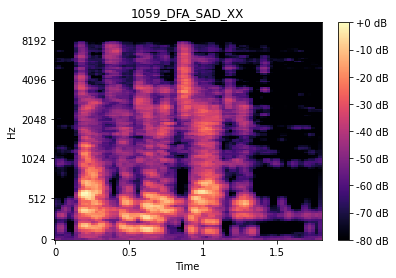 1059_DFA_SAD_XX
8192
4096
2048
1024
512
0
Hz
0
0.5
1
1.5
Time
+0 dB
-10 dB
-20 dB
-30 dB
-40 dB
-50 dB
-60 dB
-70 dB
-80 dB